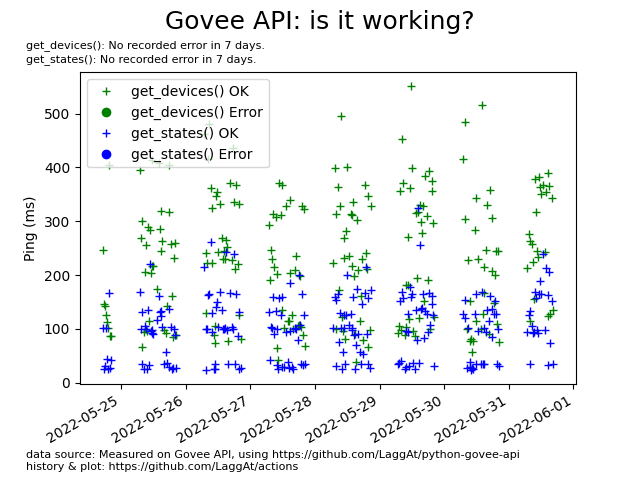 Govee API: is it working?
get_devices(): No recorded error in 7 days.
get_states(): No recorded error in 7 days.
get_devices() OK
get_devices() Error
get_states() OK
get_states() Error
Ping (ms)
500
400
300
200
100
0
2022-05-25
2022-05-26
2022-05-27
2022-05-28
2022-05-29
2022-05-30
2022-05-31
2022-06-01
data source: Measured on Govee API, using https://github.com/LaggAt/python-govee-api
history & plot: https://github.com/LaggAt/actions